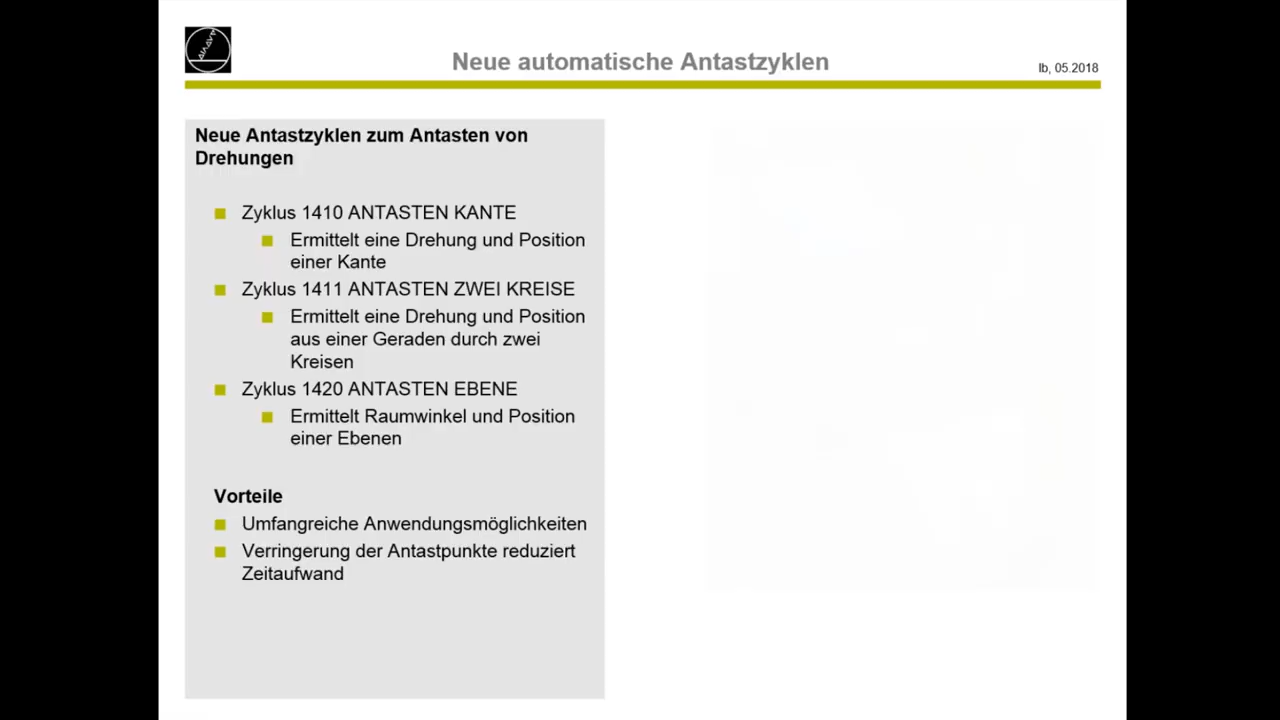 Neue automatische Antastzyklen
lb, 05.2018
Neue Antastzyklen zum Antasten von
Drehungen
Zyklus 1410 ANTASTEN KANTE
Ermittelt eine Drehung und Position
einer Kante
Zyklus 1411 ANTASTEN ZWEI KREISE
Ermittelt eine Drehung und Position
aus einer Geraden durch zwei
Kreisen
Zyklus 1420 ANTASTEN EBENE
Ermittelt Raumwinkel und Position
einer Ebenen
Vorteile
Umfangreiche Anwendungsmöglichkeiten
Verringerung der Antastpunkte reduziert
Zeitaufwand